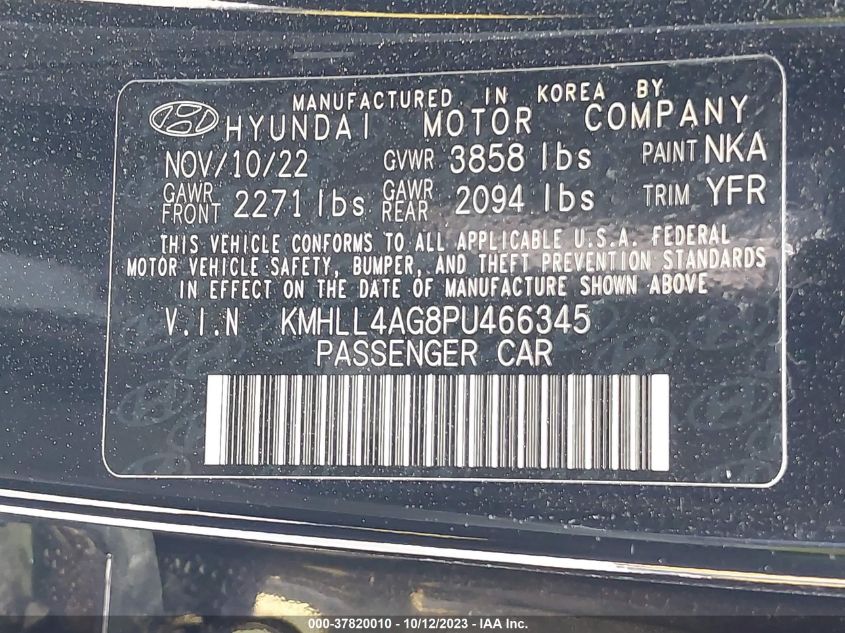 MANUFACTURED IN KOREA BY
HYUNDAI MOTOR COMPANY
NOV/10/22 GVWR 3858 lbs PAINT NKA
GAWR FRONT 2271 lbs GAWR REAR 2094 lbs TRIM YFR
THIS VEHICLE CONFORMS TO ALL APPLICABLE U.S.A. FEDERAL
MOTOR VEHICLE SAFETY, BUMPER, AND THEFT PREVENTION STANDARDS
IN EFFECT ON THE DATE OF MANUFACTURE SHOWN ABOVE
V.I.N KMHLL4AG8PU466345
PASSENGER CAR
000-37820010 - 10/12/2023 - IAA Inc.